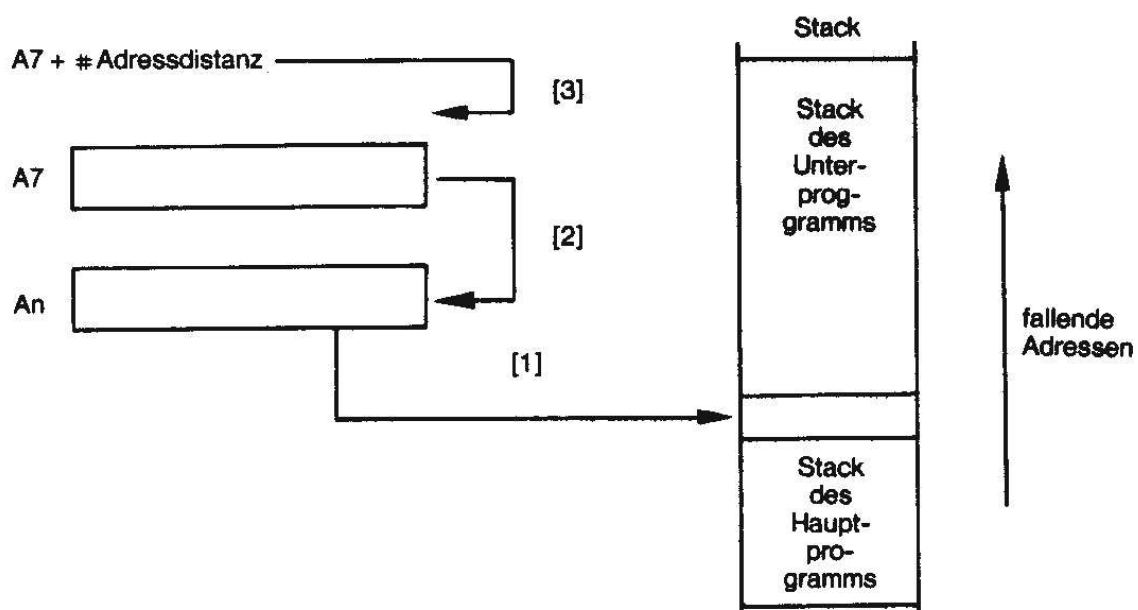 Stack
A7 + # Adressdistanz
[3]
Stack
des
Unter-
prog-
gramms
A7
[2]
An
fallende
Adressen
[1]
Stack
des
Haupt-
pro-
gramms